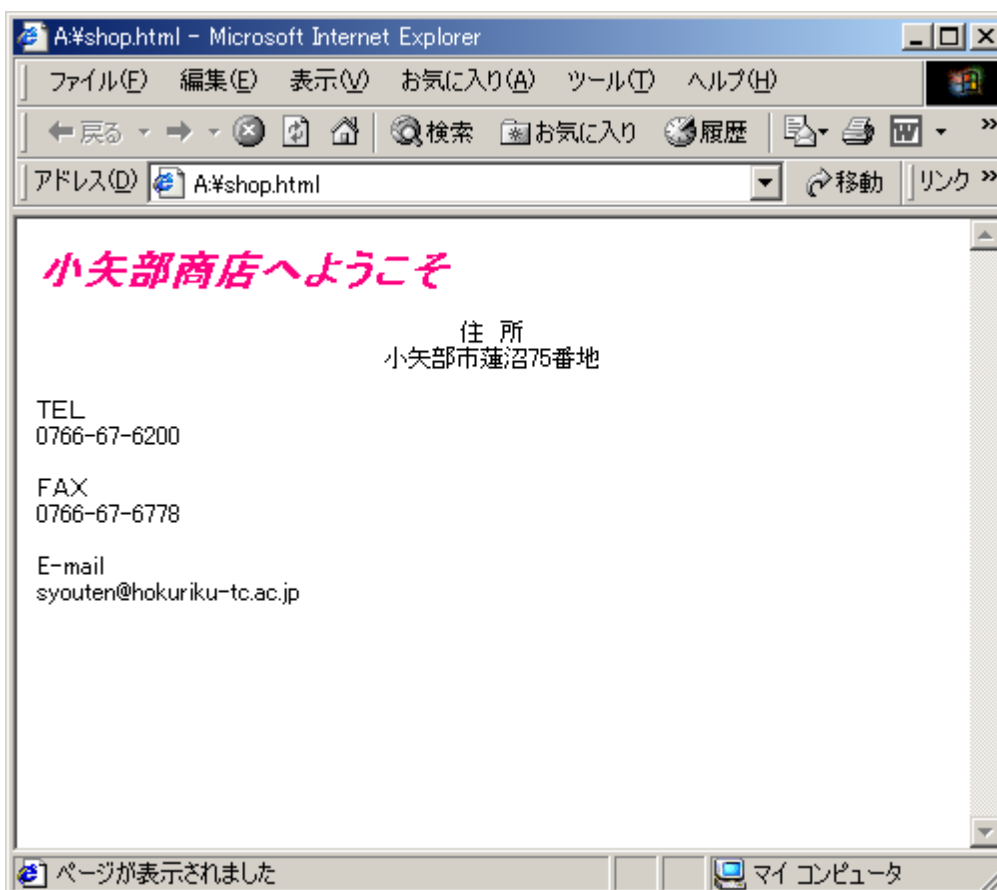 A:¥shop.html - Microsoft Internet Explorer
ファイル(F) 編集(E) 表示(V) お気に入り(A) ツール(T) ヘルプ(H)
戻る 検索 お気に入り 履歴 W »
アドレス(D) A:¥shop.html 移動 リンク »
小矢部商店へようこそ
住 所
小矢部市蓮沼75番地
TEL
0766-67-6200
FAX
0766-67-6778
E-mail
syouten@hokuriku-tc.ac.jp
ページが表示されました マイ コンピュータ